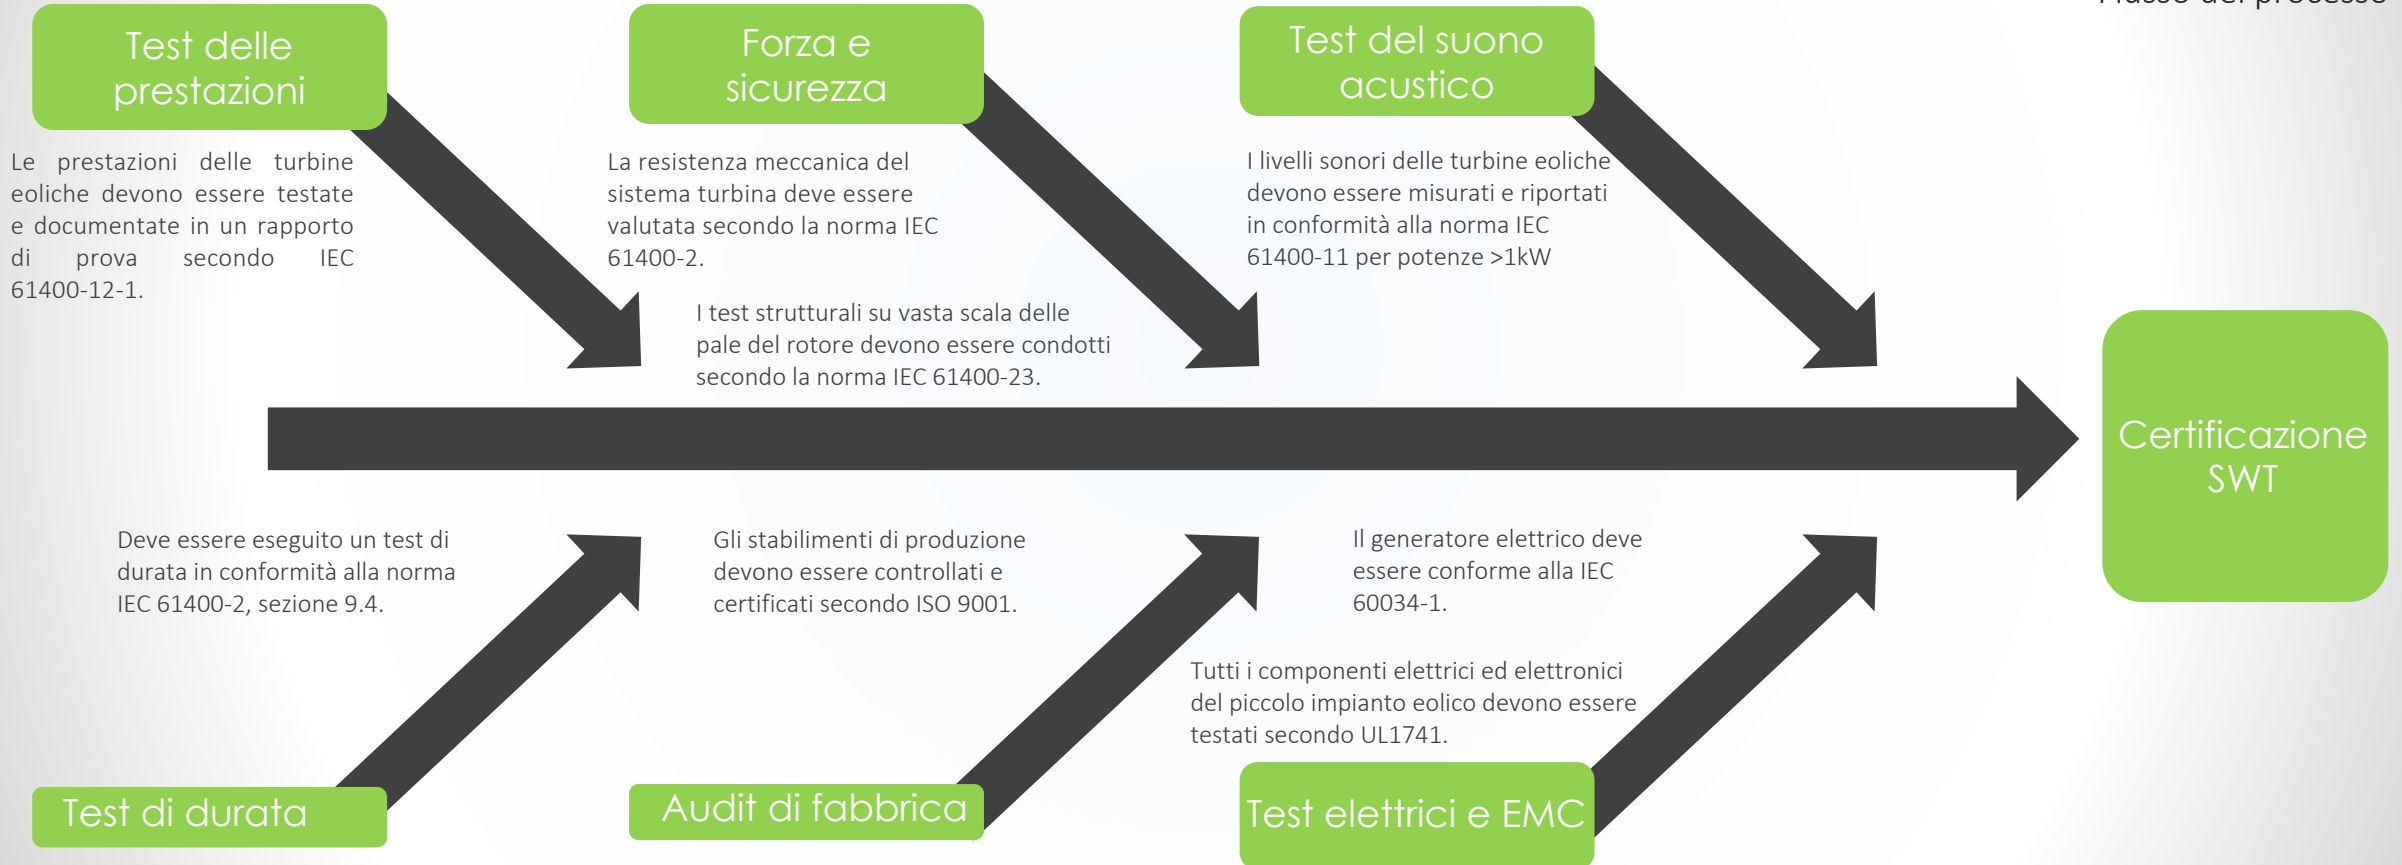 del processo
Test delle
prestazioni
Forza e
sicurezza
Test del suono
acustico
Le prestazioni delle turbine
eoliche devono essere testate
e documentate in un rapporto
di prova secondo IEC
61400-12-1.
La resistenza meccanica del
sistema turbina deve essere
valutata secondo la norma IEC
61400-2.
I test strutturali su vasta scala delle
pale del rotore devono essere condotti
secondo la norma IEC 61400-23.
I livelli sonori delle turbine eoliche
devono essere misurati e riportati
in conformità alla norma IEC
61400-11 per potenze >1kW
Certificazione
SWT
Deve essere eseguito un test di
durata in conformità alla norma
IEC 61400-2, sezione 9.4.
Gli stabilimenti di produzione
devono essere controllati e
certificati secondo ISO 9001.
Il generatore elettrico deve
essere conforme alla IEC
60034-1.
Tutti i componenti elettrici ed elettronici
del piccolo impianto eolico devono essere
testati secondo UL1741.
Test di durata
Audit di fabbrica
Test elettrici e EMC